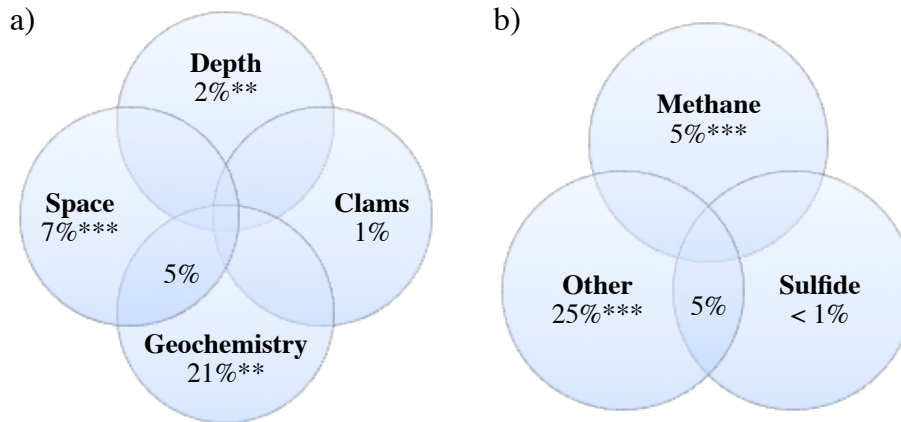 a)
Depth
2%**
Space
7%***
Clams
1%
5%
Geochemistry
21%**
b)
Methane
5%***
Other
25%***
5%
Sulfide
< 1%